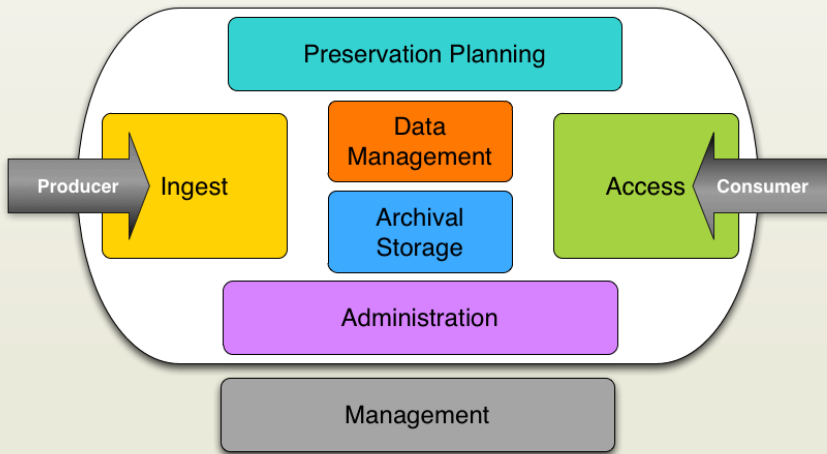 Preservation Planning
Data
Management
Producer
Ingest
Access
Consumer
Archival
Storage
Administration
Management